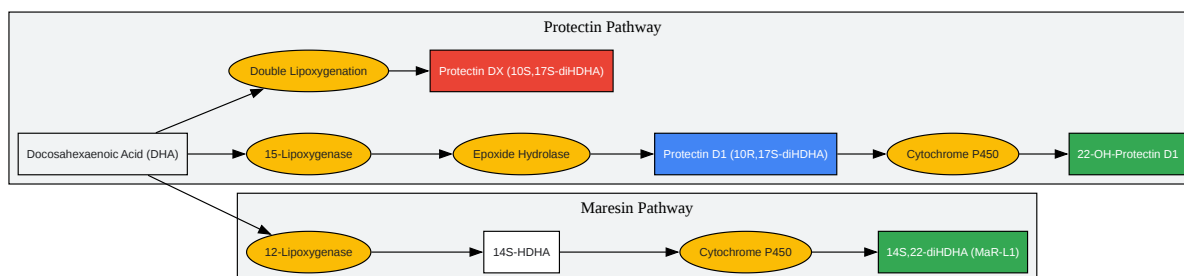 Protectin Pathway
Double Lipoxygenation
Protectin DX (10S,17S-diHDHA)
Docosahexaenoic Acid (DHA)
15-Lipoxygenase
Epoxide Hydrolase
Protectin D1 (10R,17S-diHDHA)
Cytochrome P450
22-OH-Protectin D1
Maresin Pathway
12-Lipoxygenase
14S-HDHA
Cytochrome P450
14S,22-diHDHA (MaR-L1)